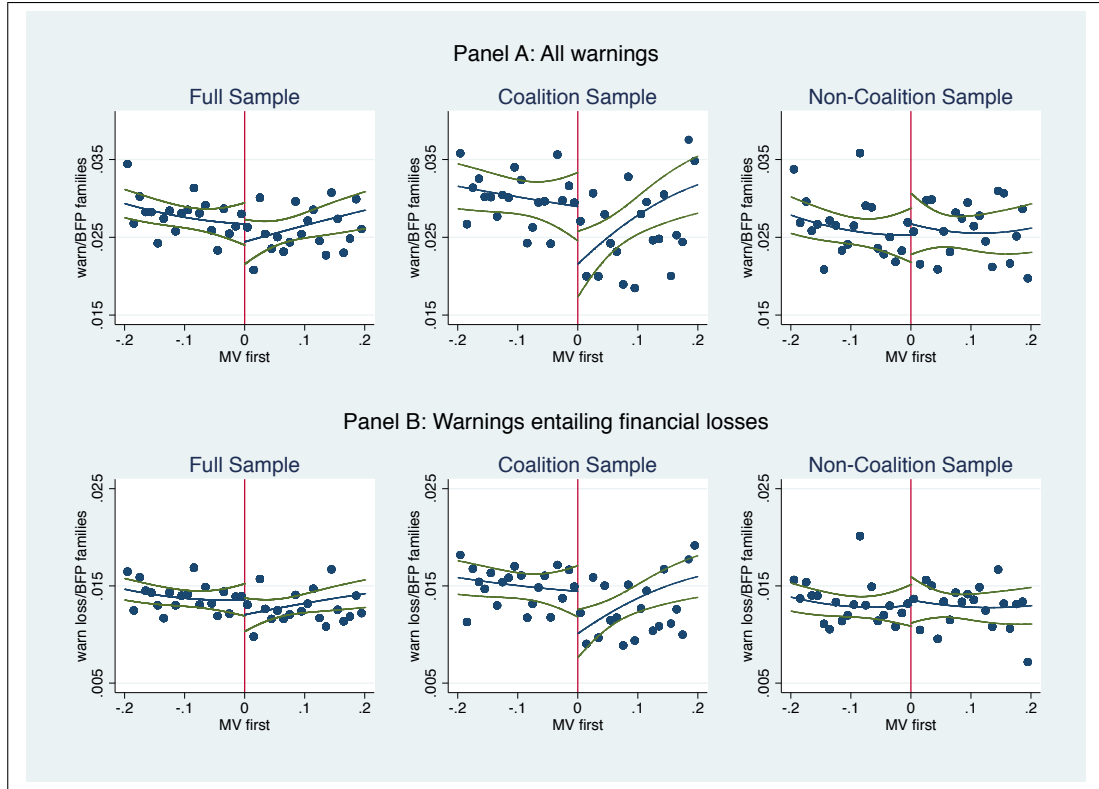 Panel A: All warnings
Full Sample
Coalition Sample
Non-Coalition Sample
warn/BFP families
.015 .025 .035
-.2 -.1 0 .1 .2
MV first
warn/BFP families
.015 .025 .035
-.2 -.1 0 .1 .2
MV first
warn/BFP families
.015 .025 .035
-.2 -.1 0 .1 .2
MV first
Panel B: Warnings entailing financial losses
Full Sample
Coalition Sample
Non-Coalition Sample
warn loss/BFP families
.005 .015 .025
-.2 -.1 0 .1 .2
MV first
warn loss/BFP families
.005 .015 .025
-.2 -.1 0 .1 .2
MV first
warn loss/BFP families
.005 .015 .025
-.2 -.1 0 .1 .2
MV first